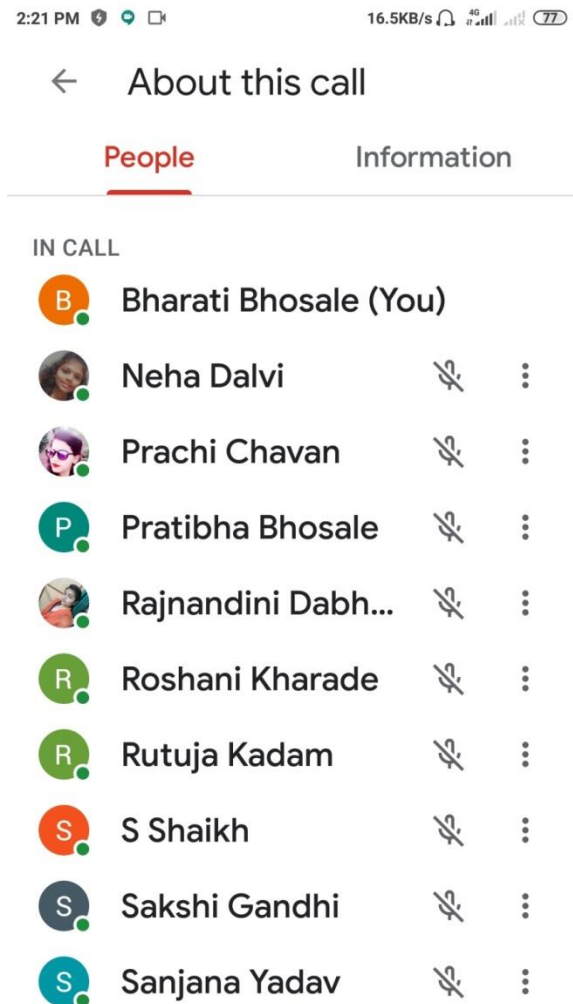 2:21 PM 16.5KB/s 4G 77
About this call
People Information
IN CALL
B Bharati Bhosale (You)
Neha Dalvi
Prachi Chavan
P Pratibha Bhosale
Rajnandini Dabh...
R Roshani Kharade
R Rutuja Kadam
S S Shaikh
S Sakshi Gandhi
S Sanjana Yadav